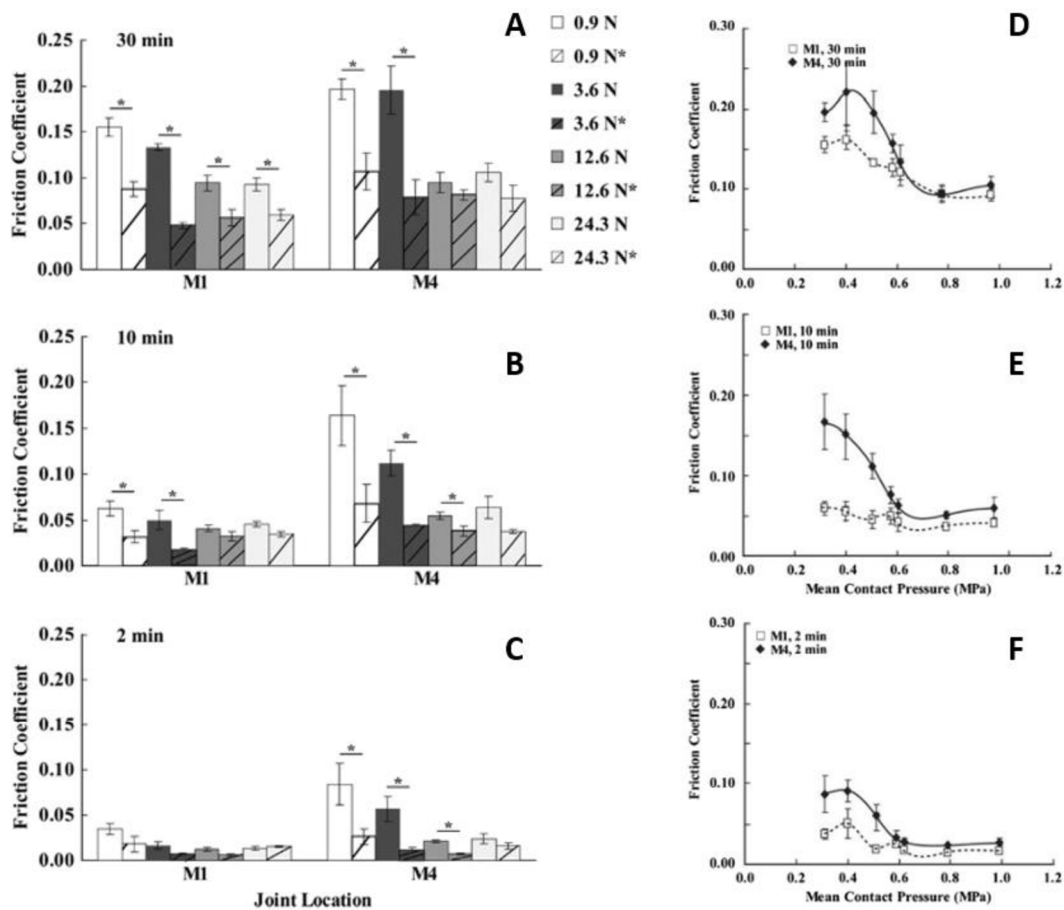 30 min
A
0.25
0.20
0.15
0.10
0.05
0.00
Friction Coefficient
M1
M4
0.9 N
0.9 N*
3.6 N
3.6 N*
12.6 N
12.6 N*
24.3 N
24.3 N*
* * * * * *
D
M1, 30 min
M4, 30 min
0.30
0.20
0.10
0.00
Friction Coefficient
0.0 0.2 0.4 0.6 0.8 1.0 1.2
10 min
B
0.25
0.20
0.15
0.10
0.05
0.00
Friction Coefficient
M1
M4
* * * * *
E
M1, 10 min
M4, 10 min
0.30
0.20
0.10
0.00
Friction Coefficient
0.0 0.2 0.4 0.6 0.8 1.0 1.2
Mean Contact Pressure (MPa)
2 min
C
0.25
0.20
0.15
0.10
0.05
0.00
Friction Coefficient
M1
M4
* * *
Joint Location
F
M1, 2 min
M4, 2 min
0.30
0.20
0.10
0.00
Friction Coefficient
0.0 0.2 0.4 0.6 0.8 1.0 1.2
Mean Contact Pressure (MPa)